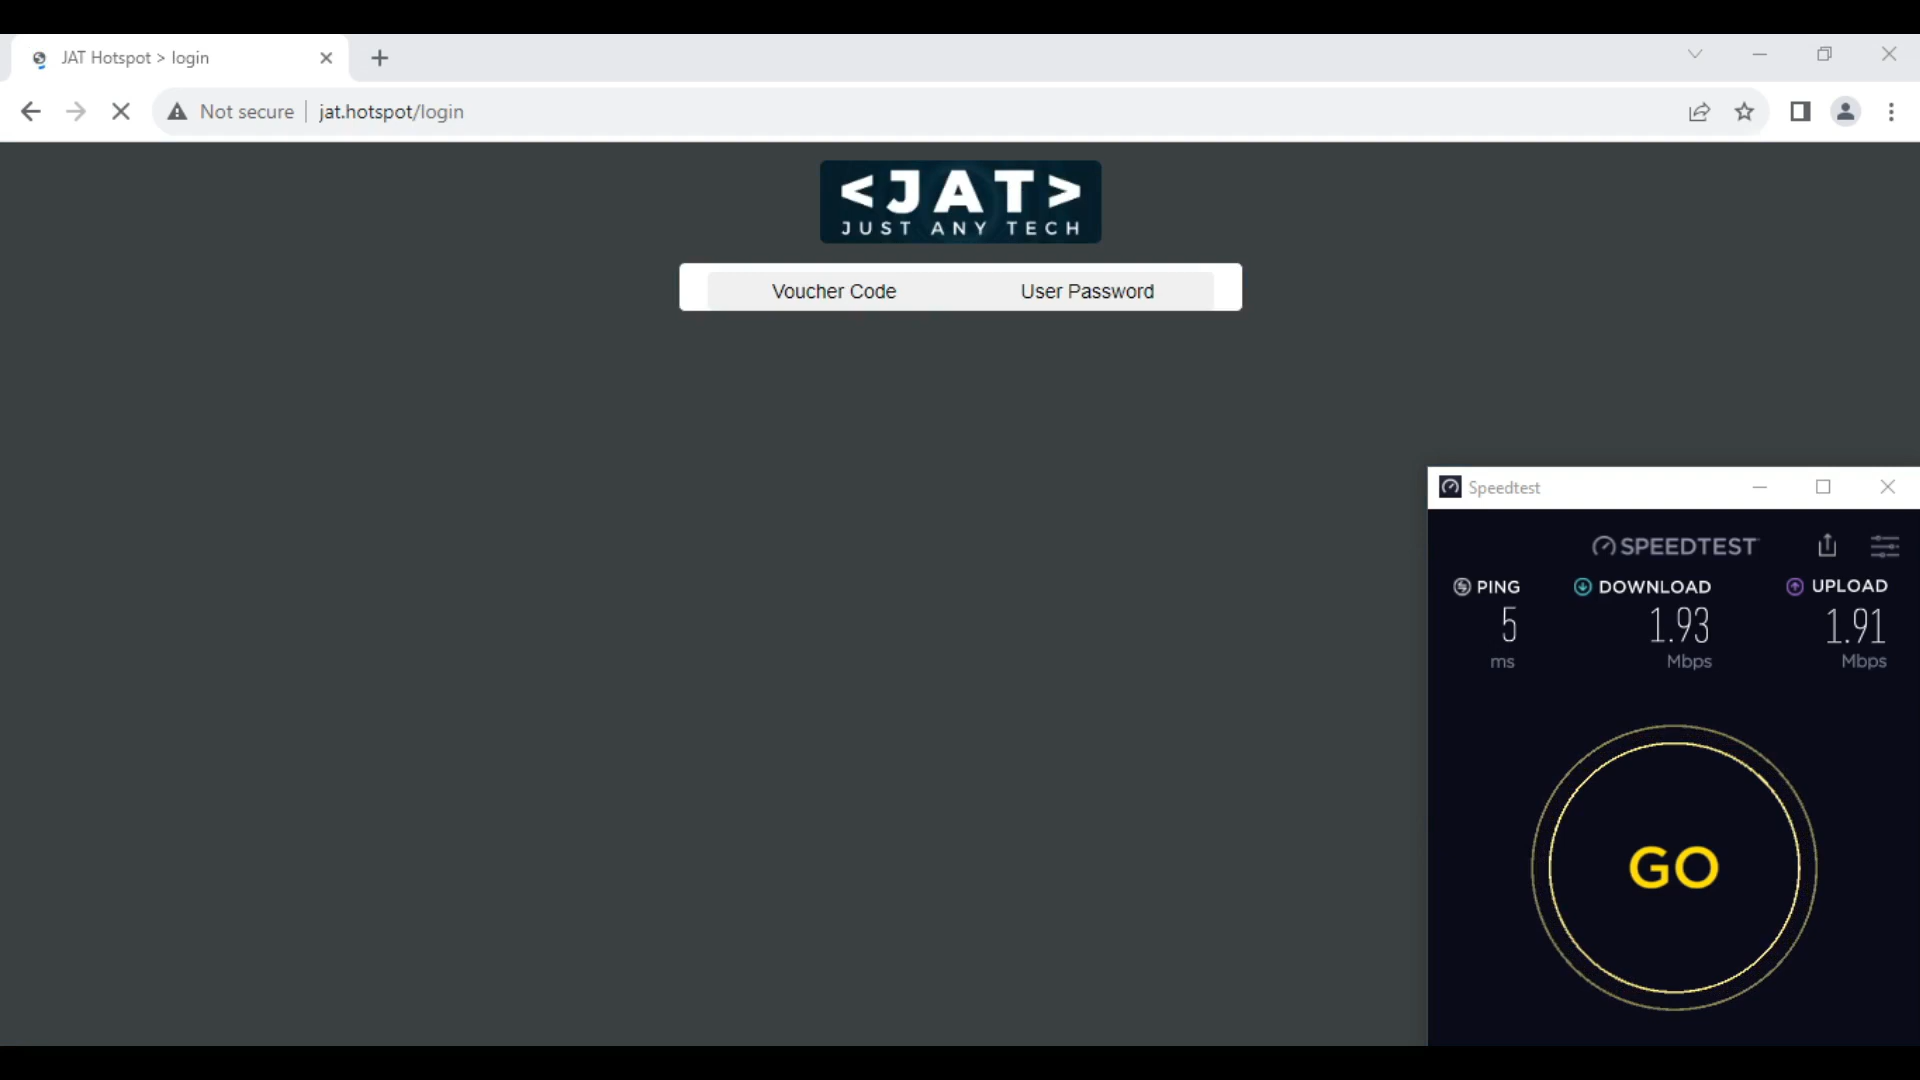 JAT Hotspot > login
Not secure jat.hotspot/login
<JAT>
JUST ANY TECH
Voucher Code User Password
Speedtest
SPEEDTEST
PING DOWNLOAD UPLOAD
5 1.93 1.91
ms Mbps Mbps
GO